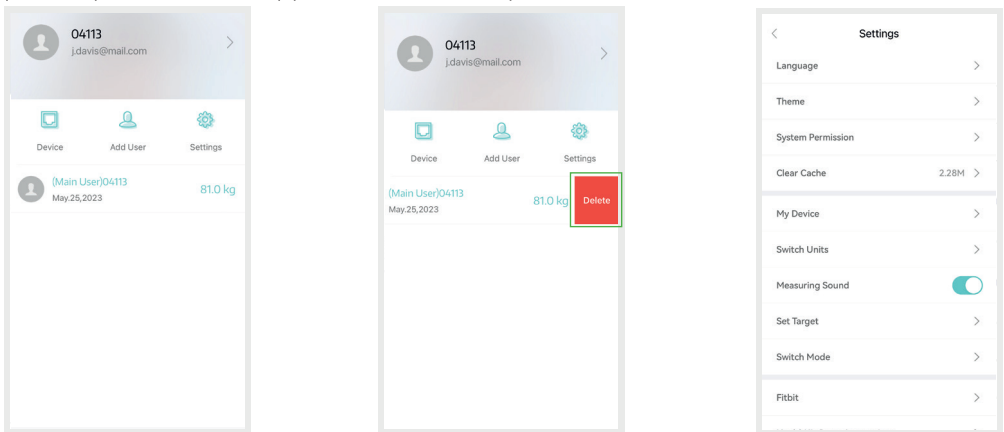 04113
j.davis@mail.com
Device
Add User
Settings
(Main User)04113
81.0 kg
May.25,2023
04113
j.davis@mail.com
Device
Add User
Settings
(Main User)04113
81.0 kg
Delete
May.25,2023
Settings
Language
Theme
System Permission
Clear Cache 2.28M
My Device
Switch Units
Measuring Sound
Set Target
Switch Mode
Fitbit